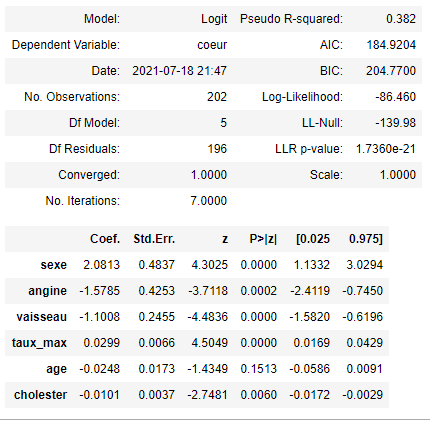 Model: Logit Pseudo R-squared: 0.382
Dependent Variable: coeur AIC: 184.9204
Date: 2021-07-18 21:47 BIC: 204.7700
No. Observations: 202 Log-Likelihood: -86.460
Df Model: 5 LL-Null: -139.98
Df Residuals: 196 LLR p-value: 1.7360e-21
Converged: 1.0000 Scale: 1.0000
No. Iterations: 7.0000
Coef. Std.Err. z P>|z| [0.025 0.975]
sexe 2.0813 0.4837 4.3025 0.0000 1.1332 3.0294
angine -1.5785 0.4253 -3.7118 0.0002 -2.4119 -0.7450
vaisseau -1.1008 0.2455 -4.4836 0.0000 -1.5820 -0.6196
taux_max 0.0299 0.0066 4.5049 0.0000 0.0169 0.0429
age -0.0248 0.0173 -1.4349 0.1513 -0.0586 0.0091
cholester -0.0101 0.0037 -2.7481 0.0060 -0.0172 -0.0029